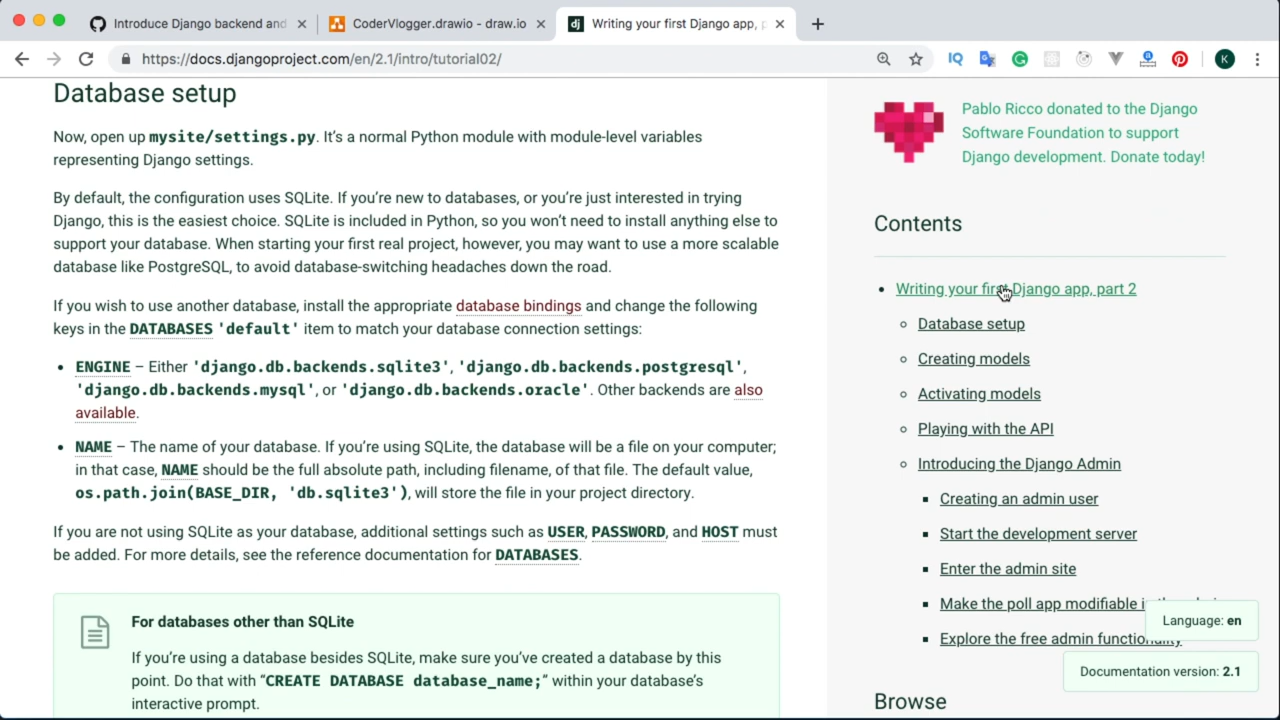 Introduce Django backend and
CoderVlogger.drawio - draw.io
Writing your first Django app, p
https://docs.djangoproject.com/en/2.1/intro/tutorial02/
Database setup
Now, open up mysite/settings.py. It's a normal Python module with module-level variables
representing Django settings.
By default, the configuration uses SQLite. If you're new to databases, or you're just interested in trying
Django, this is the easiest choice. SQLite is included in Python, so you won't need to install anything else to
support your database. When starting your first real project, however, you may want to use a more scalable
database like PostgreSQL, to avoid database-switching headaches down the road.
If you wish to use another database, install the appropriate database bindings and change the following
keys in the DATABASES 'default' item to match your database connection settings:
• ENGINE – Either 'django.db.backends.sqlite3', 'django.db.backends.postgresql',
'django.db.backends.mysql', or 'django.db.backends.oracle'. Other backends are also
available.
• NAME – The name of your database. If you're using SQLite, the database will be a file on your computer;
in that case, NAME should be the full absolute path, including filename, of that file. The default value,
os.path.join(BASE_DIR, 'db.sqlite3'), will store the file in your project directory.
If you are not using SQLite as your database, additional settings such as USER, PASSWORD, and HOST must
be added. For more details, see the reference documentation for DATABASES.
For databases other than SQLite
If you're using a database besides SQLite, make sure you've created a database by this
point. Do that with “CREATE DATABASE database_name;” within your database's
interactive prompt.
Pablo Ricco donated to the Django
Software Foundation to support
Django development. Donate today!
Contents
Writing your first Django app, part 2
Database setup
Creating models
Activating models
Playing with the API
Introducing the Django Admin
Creating an admin user
Start the development server
Enter the admin site
Make the poll app modifiable
Explore the free admin functionality
Language: en
Documentation version: 2.1
Browse
K
IQ
dj